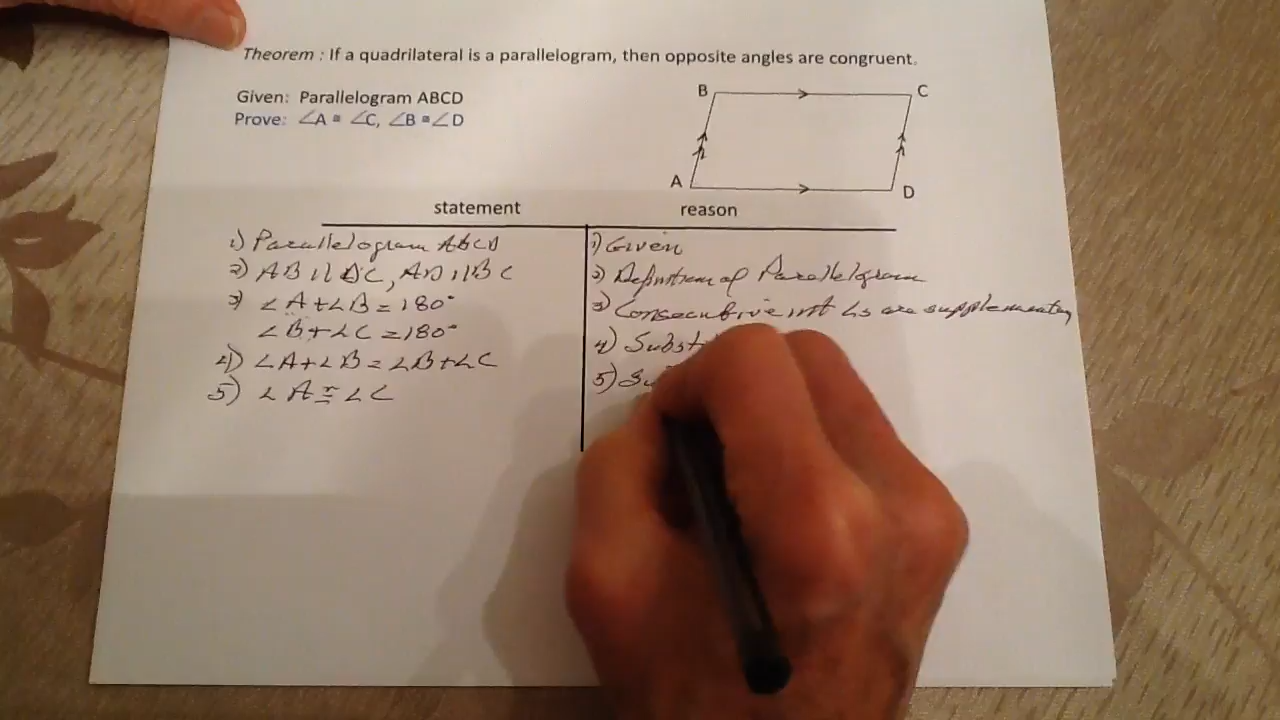 Theorem : If a quadrilateral is a parallelogram, then opposite angles are congruent.
Given: Parallelogram ABCD
Prove: ∠A ≅ ∠C, ∠B ≅ ∠D
B C
A D
statement reason
1) Parallelogram ABCD 1) Given
2) AB || DC, AD || BC 2) Definition of Parallelogram
3) ∠A + ∠B = 180° 3) Consecutive int ∠s are supplementary
∠B + ∠C = 180°
4) ∠A + ∠B = ∠B + ∠C 4) Subst
5) ∠A ≅ ∠C 5) Su